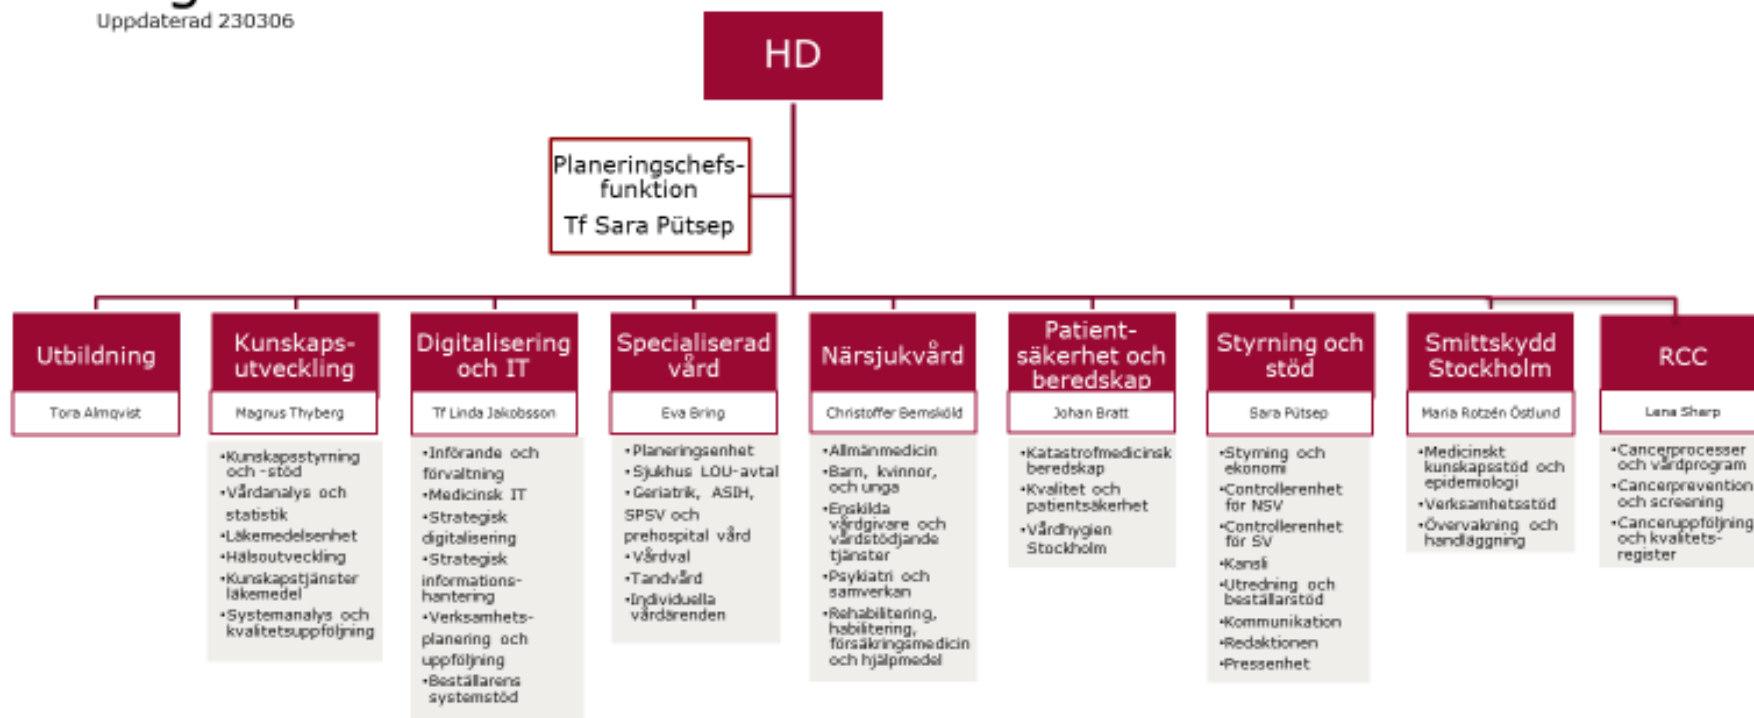 Uppdaterad 230306
HD
Planeringschefs-
funktion
Tf Sara Pütsep
Utbildning
Tora Almqvist
Kunskaps-
utveckling
Magnus Thyberg
•Kunskapsstyrning
och -stöd
•Vårdanalys och
statistik
•Läkemedelsenhet
•Hälsoutveckling
•Kunskapstjänster
läkemedel
•Systemanalys och
kvalitetsuppföljning
Digitalisering
och IT
Tf Linda Jakobsson
•Införande och
förvaltning
•Medicinsk IT
•Strategisk
digitalisering
•Strategisk
informations-
hantering
•Verksamhets-
planering och
uppföljning
•Beställarens
systemstöd
Specialiserad
vård
Eva Bring
•Planeringsenhet
•Sjukhus LOU-avtal
•Geriatrik, ASIH,
SPSV och
prehospital vård
•Vårdval
•Tandvård
•Individuella
vårdärenden
Närsjukvård
Christoffer Bernsköld
•Allmänmedicin
•Barn, kvinnor,
och unga
•Enskilda
vårdgivare och
vårdstödjande
tjänster
•Psykiatri och
samverkan
•Rehabilitering,
habilitering,
försäkringsmedicin
och hjälpmedel
Patient-
säkerhet och
beredskap
Johan Bratt
•Katastrofmedicinsk
beredskap
•Kvalitet och
patientsäkerhet
•Vårdhygien
Stockholm
Styrning och
stöd
Sara Pütsep
•Styrning och
ekonomi
•Controllerenhet
för NSV
•Controllerenhet
för SV
•Kansli
•Utredning och
beställarstöd
•Kommunikation
•Redaktionen
•Pressenhet
Smittskydd
Stockholm
Maria Rotzén Östlund
•Medicinskt
kunskapsstöd och
epidemiologi
•Verksamhetsstöd
•Övervakning och
handläggning
RCC
Lena Sharp
•Cancerprocesser
och vårdprogram
•Cancerprevention
och screening
•Canceruppföljning
och kvalitets-
register